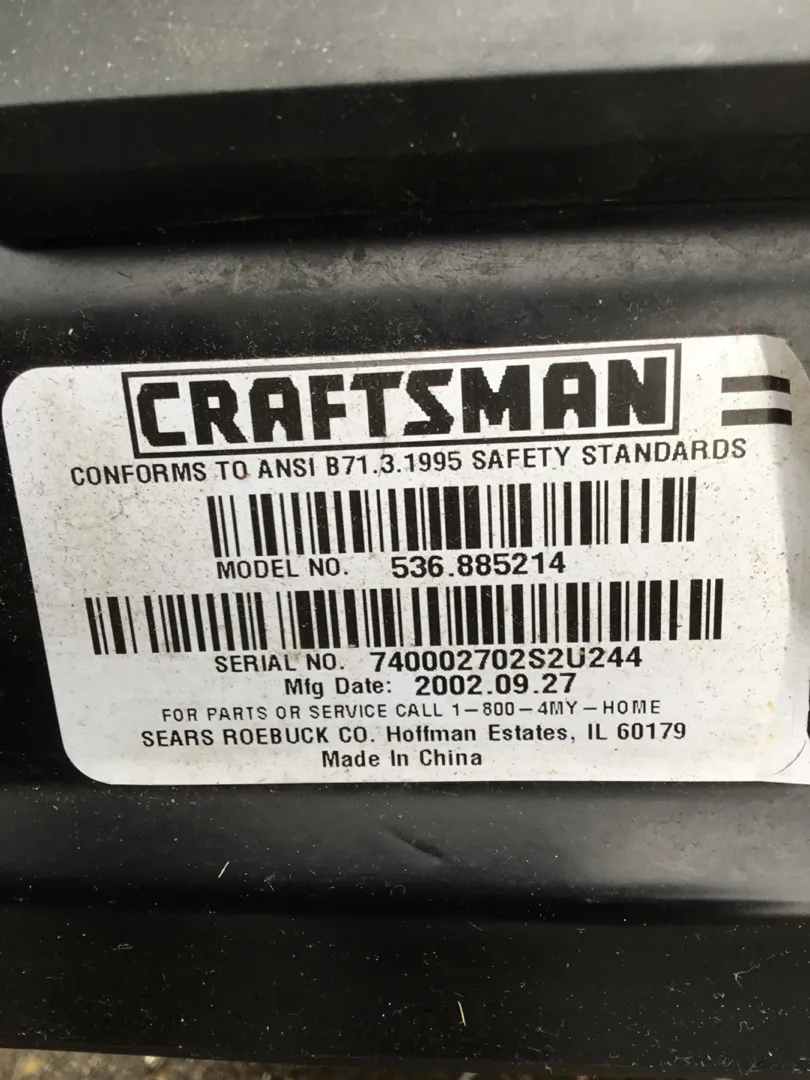 CRAFTSMAN
CONFORMS TO ANSI B71.3.1995 SAFETY STANDARDS
MODEL NO. 536.885214
SERIAL NO. 740002702S2U244
Mfg Date: 2002.09.27
FOR PARTS OR SERVICE CALL 1-800-4MY-HOME
SEARS ROEBUCK CO. Hoffman Estates, IL 60179
Made In China